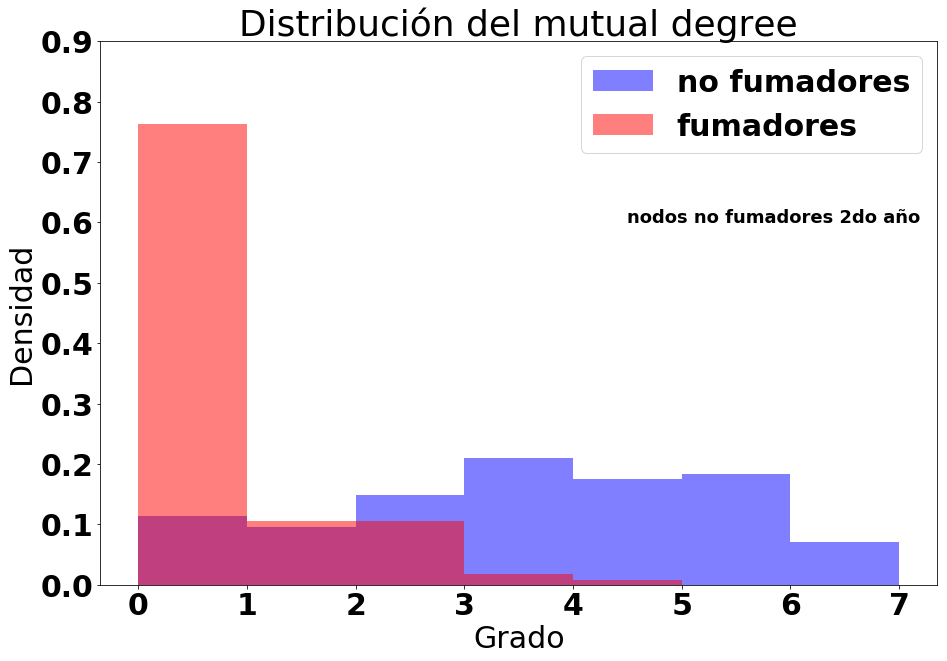 Distribución del mutual degree
no fumadores
fumadores
nodos no fumadores 2do año
Densidad
0.9
0.8
0.7
0.6
0.5
0.4
0.3
0.2
0.1
0.0
0 1 2 3 4 5 6 7
Grado